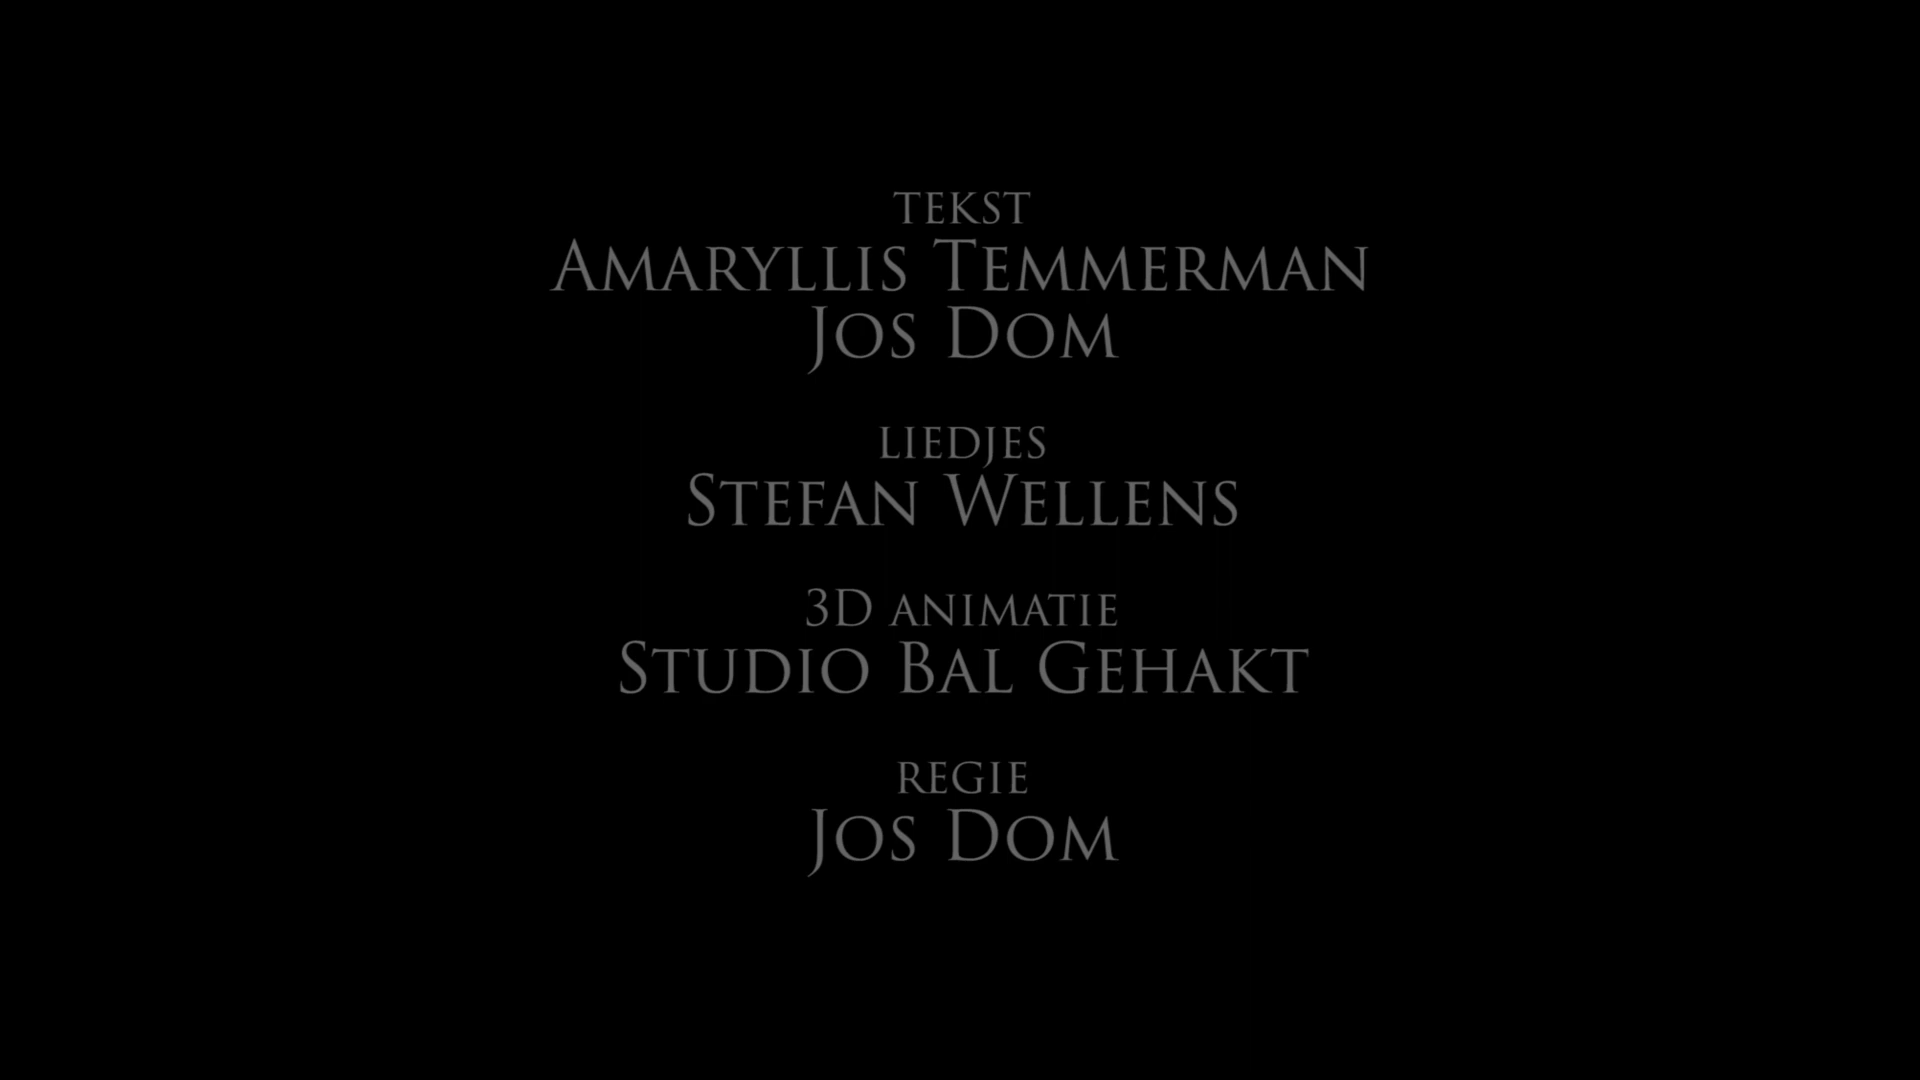 TEKST
AMARYLLIS TEMMERMAN
JOS DOM
LIEDJES
STEFAN WELLENS
3D ANIMATIE
STUDIO BAL GEHAKT
REGIE
JOS DOM